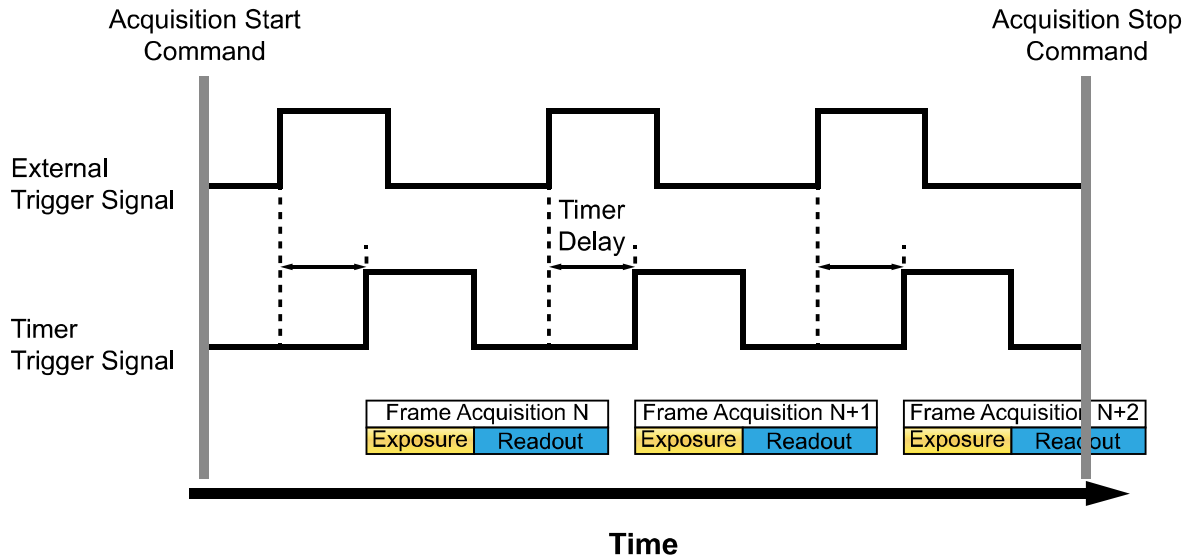 Acquisition Start
Command
Acquisition Stop
Command
External
Trigger Signal
Timer
Delay
Timer
Trigger Signal
Frame Acquisition N
Exposure
Readout
Frame Acquisition N+1
Exposure
Readout
Frame Acquisition N+2
Exposure
Readout
Time